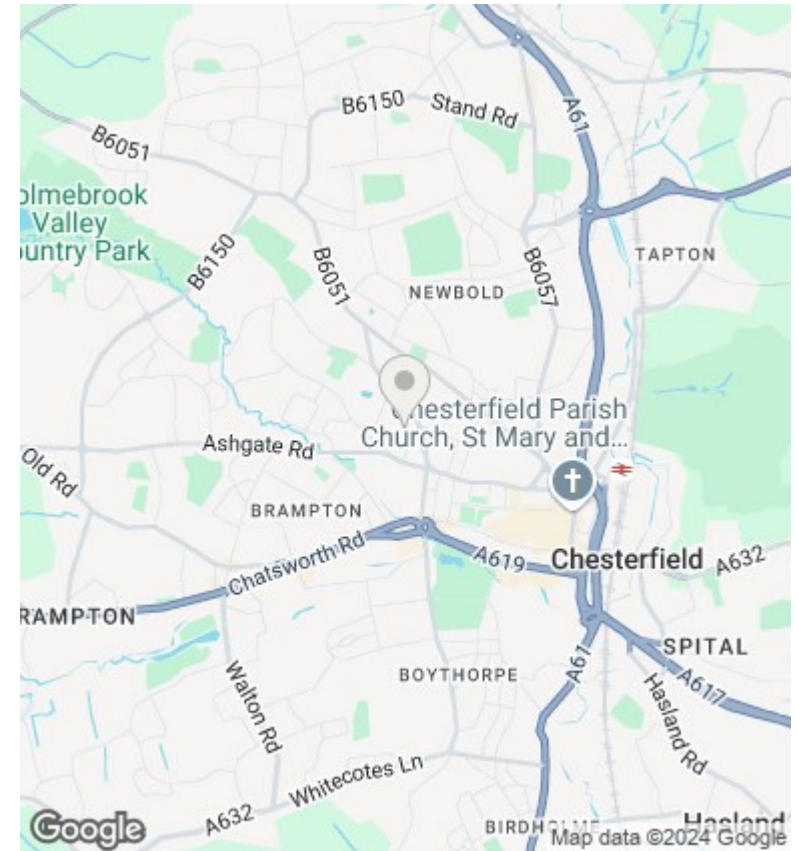 B6150
Stand Rd
A61
B6051
olmebrook
Valley
ountry Park
B6150
B6051
B6057
TAPTON
NEWBOLD
Chesterfield Parish
Church, St Mary and...
Ashgate Rd
Old Rd
BRAMPTON
Chatsworth Rd
A619
Chesterfield
A632
RAMPTON
SPITAL
Walton Rd
BOYTHORPE
A61
A617
Hasland Rd
Whitecotes Ln
A632
BIRDHOLME
Hasland
Google
Map data ©2024 Google